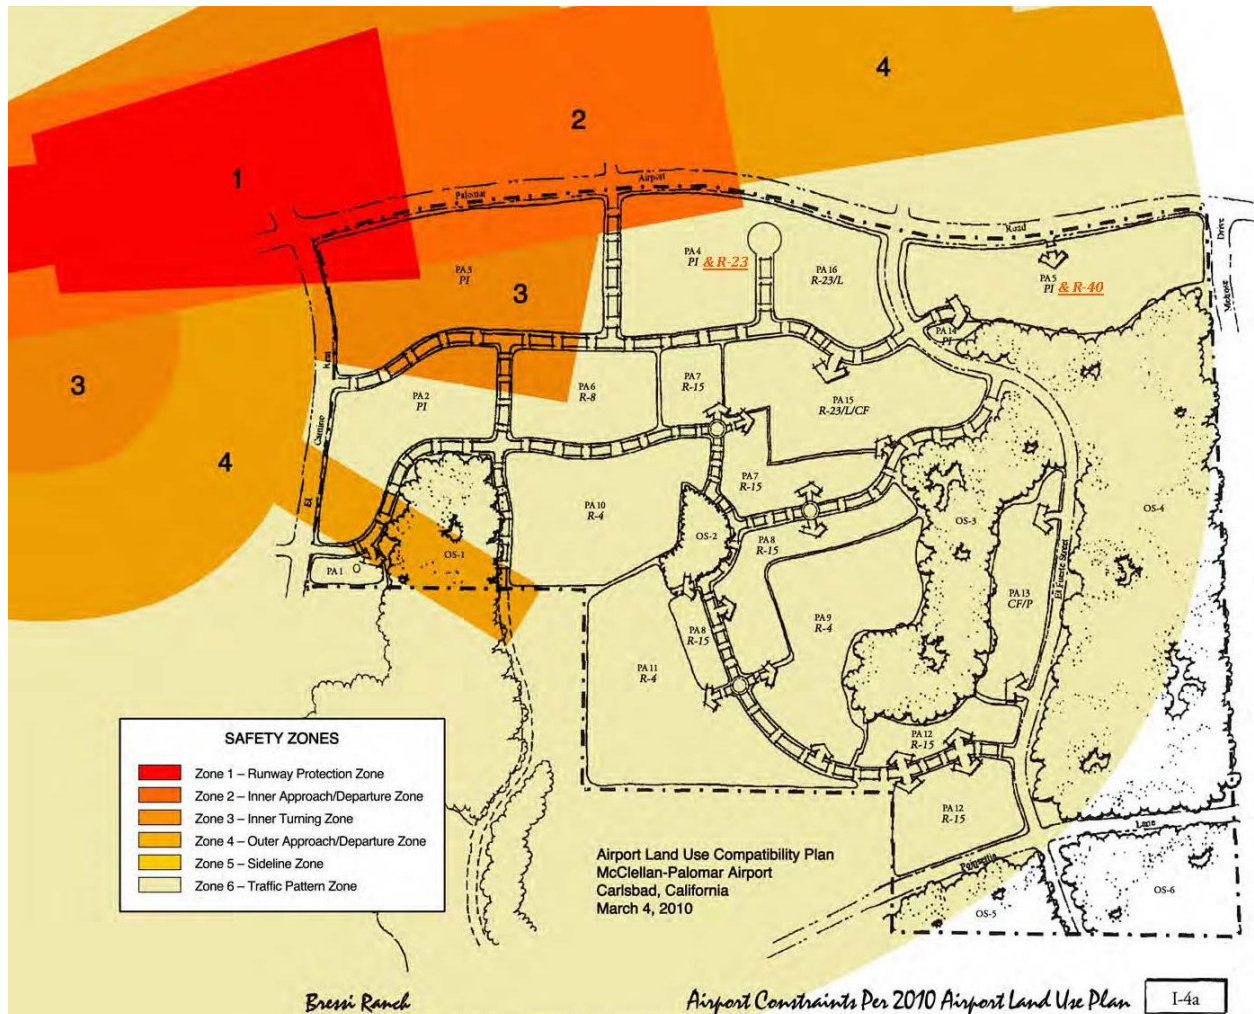 4
2
1
Palomar
Airport
Road
Melrose
Drive
PA 3
PI
3
PA 4
PI & R-23
PA 16
R-23/L
PA 5
PI & R-40
PA 14
PI
3
Real
PA 2
PI
PA 6
R-8
PA 7
R-15
PA 15
R-23/L/CF
Camino
4
El
PA 10
R-4
PA 7
R-15
OS-1
OS-2
PA 8
R-15
OS-3
OS-4
PA 1
El Fuerte Street
PA 13
CF/P
PA 9
R-4
PA 8
R-15
PA 11
R-4
PA 12
R-15
PA 12
R-15
Poinsettia
Lane
OS-5
OS-6
SAFETY ZONES
Zone 1 – Runway Protection Zone
Zone 2 – Inner Approach/Departure Zone
Zone 3 – Inner Turning Zone
Zone 4 – Outer Approach/Departure Zone
Zone 5 – Sideline Zone
Zone 6 – Traffic Pattern Zone
Airport Land Use Compatibility Plan
McClellan-Palomar Airport
Carlsbad, California
March 4, 2010
Bressi Ranch
Airport Constraints Per 2010 Airport Land Use Plan
I-4a